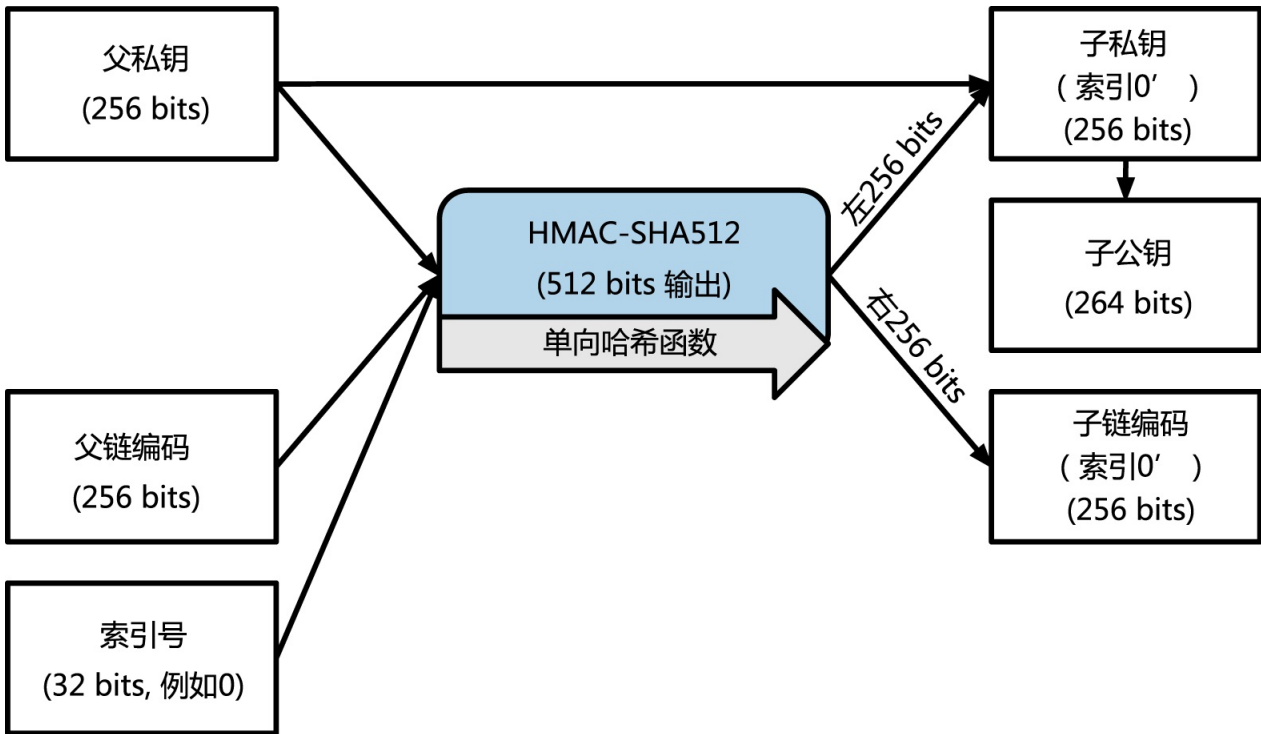 父私钥
(256 bits)
父链编码
(256 bits)
索引号
(32 bits, 例如0)
HMAC-SHA512
(512 bits 输出)
单向哈希函数
左256 bits
右256 bits
子私钥
( 索引0′ )
(256 bits)
子公钥
(264 bits)
子链编码
( 索引0′ )
(256 bits)